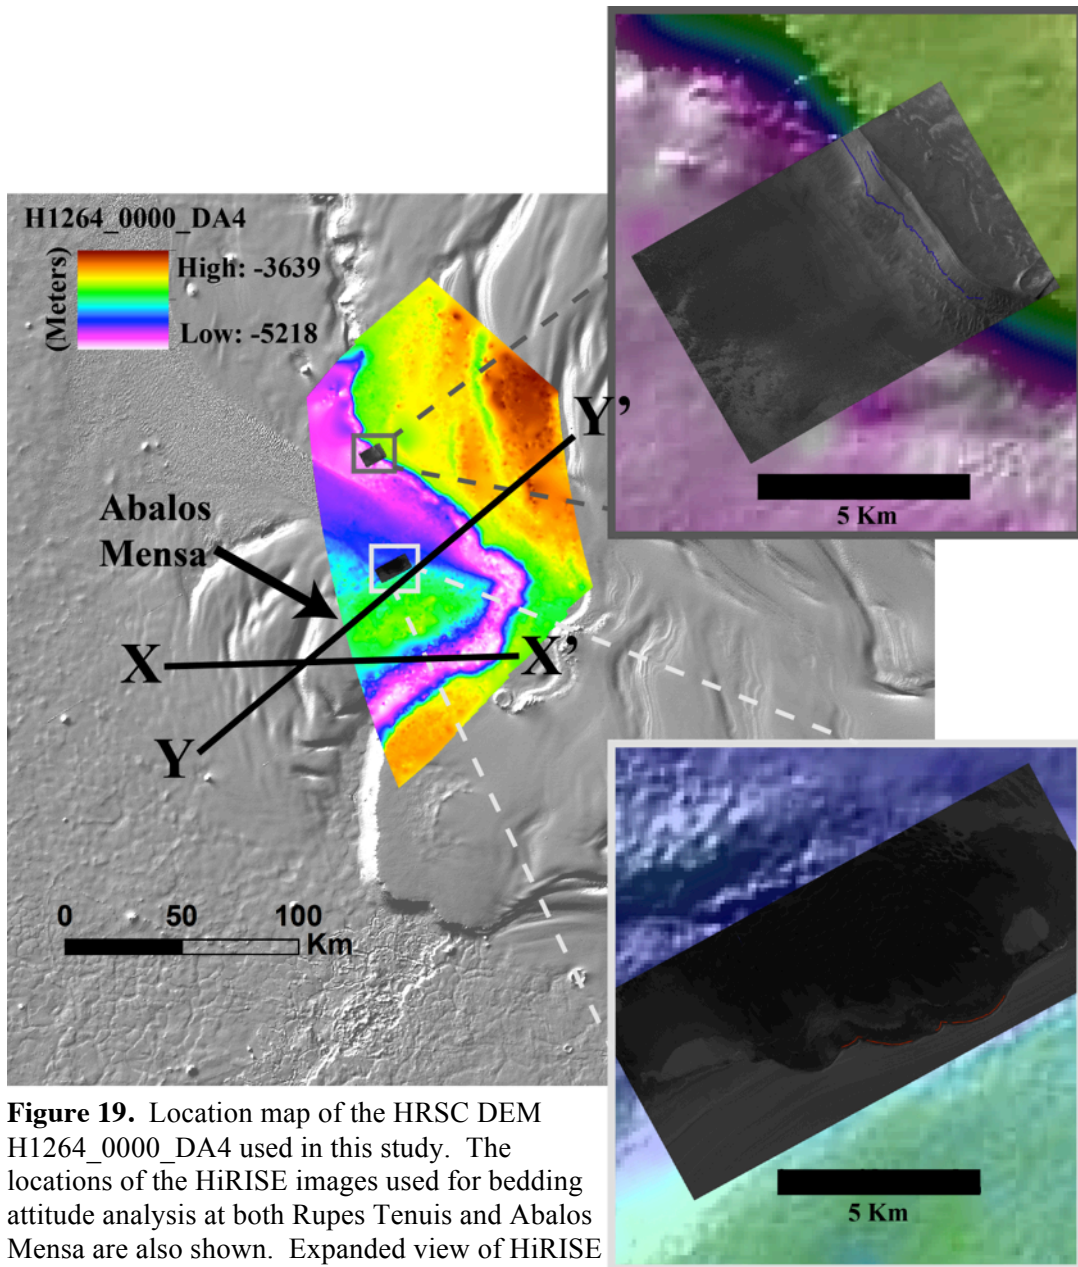 H1264_0000_DA4
(Meters)
High: -3639
Low: -5218
Y'
Abalos
Mensa
X
X'
Y
0 50 100
Km
5 Km
5 Km
Figure 19. Location map of the HRSC DEM
H1264_0000_DA4 used in this study. The
locations of the HiRISE images used for bedding
attitude analysis at both Rupes Tenuis and Abalos
Mensa are also shown. Expanded view of HiRISE